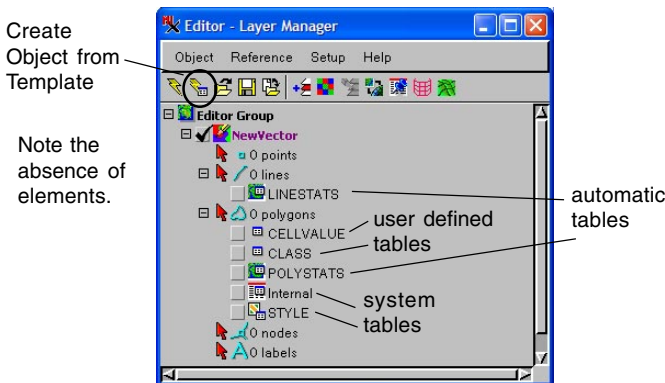 Create
Object from
Template
Note the
absence of
elements.
Editor - Layer Manager
Object Reference Setup Help
Editor Group
NewVector
0 points
0 lines
LINESTATS
0 polygons
CELLVALUE
CLASS
POLYSTATS
Internal
STYLE
0 nodes
0 labels
automatic
tables
user defined
tables
system
tables